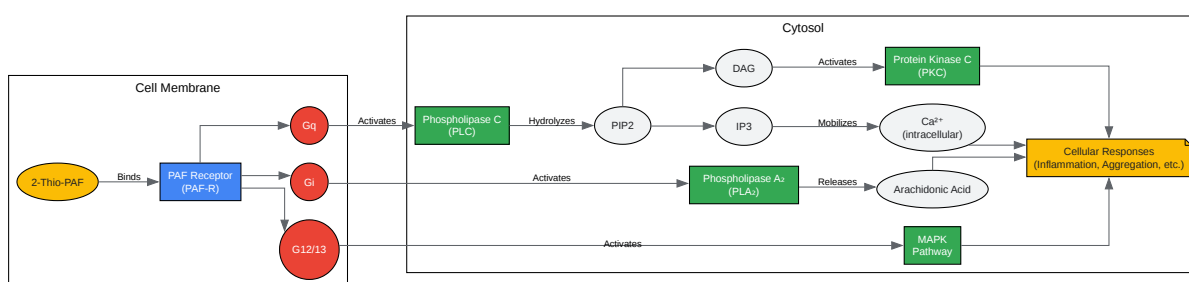 Cytosol
Cell Membrane
DAG
Activates
Protein Kinase C
(PKC)
Gq
Activates
Phospholipase C
(PLC)
Hydrolyzes
PIP2
IP3
Mobilizes
Ca²⁺
(intracellular)
Cellular Responses
(Inflammation, Aggregation, etc.)
2-Thio-PAF
Binds
PAF Receptor
(PAF-R)
Gi
Activates
Phospholipase A₂
(PLA₂)
Releases
Arachidonic Acid
G12/13
Activates
MAPK
Pathway